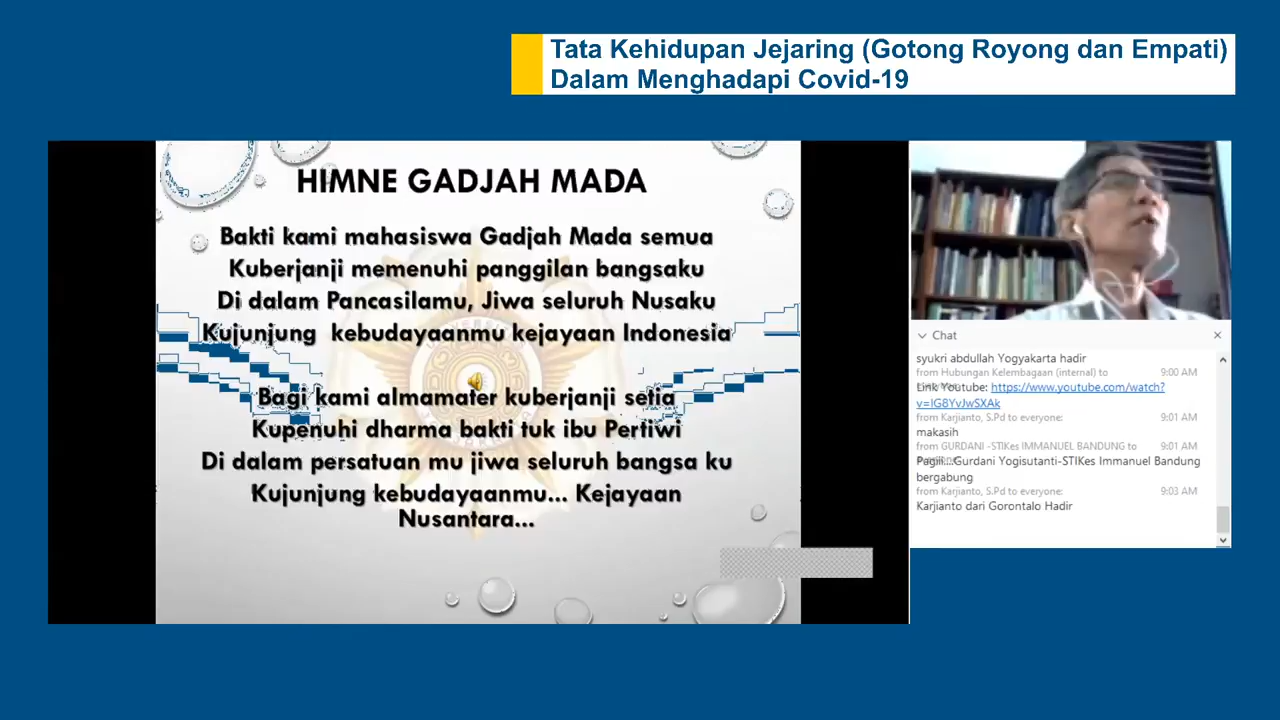 Tata Kehidupan Jejaring (Gotong Royong dan Empati)
Dalam Menghadapi Covid-19
HIMNE GADJAH MADA
Bakti kami mahasiswa Gadjah Mada semua
Kuberjanji memenuhi panggilan bangsaku
Di dalam Pancasilamu, Jiwa seluruh Nusaku
Kujunjung kebudayaanmu kejayaan Indonesia
Bagi kami almamater kuberjanji setia
Kupenuhi dharma bakti tuk ibu Pertiwi
Di dalam persatuan mu jiwa seluruh bangsa ku
Kujunjung kebudayaanmu... Kejayaan
Nusantara...
Chat
syukri abdullah Yogyakarta hadir
from Hubungan Kelembagaan (internal) to 9:00 AM
Link Youtube: https://www.youtube.com/watch?
v=IG8YvJwSXAk
from Karjianto, S.Pd to everyone: 9:01 AM
makasih
from GURDANI -STIKes IMMANUEL BANDUNG to 9:01 AM
Pagii...Gurdani Yogisutanti-STIKes Immanuel Bandung
bergabung
from Karjianto, S.Pd to everyone: 9:03 AM
Karjianto dari Gorontalo Hadir